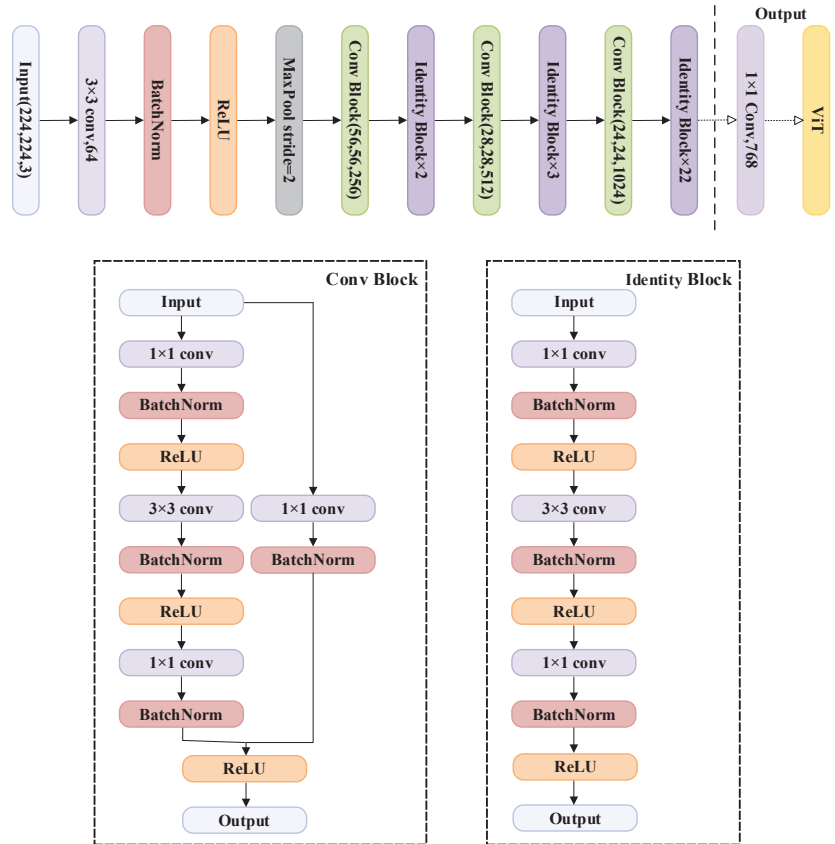 Output
Input(224,224,3)
3×3 conv,64
BatchNorm
ReLU
MaxPool stride=2
Conv Block(56,56,256)
Identity Block×2
Conv Block(28,28,512)
Identity Block×3
Conv Block(24,24,1024)
Identity Block×22
1×1 Conv,768
ViT
Conv Block
Input
1×1 conv
BatchNorm
ReLU
3×3 conv
1×1 conv
BatchNorm
BatchNorm
ReLU
1×1 conv
BatchNorm
ReLU
Output
Identity Block
Input
1×1 conv
BatchNorm
ReLU
3×3 conv
BatchNorm
ReLU
1×1 conv
BatchNorm
ReLU
Output